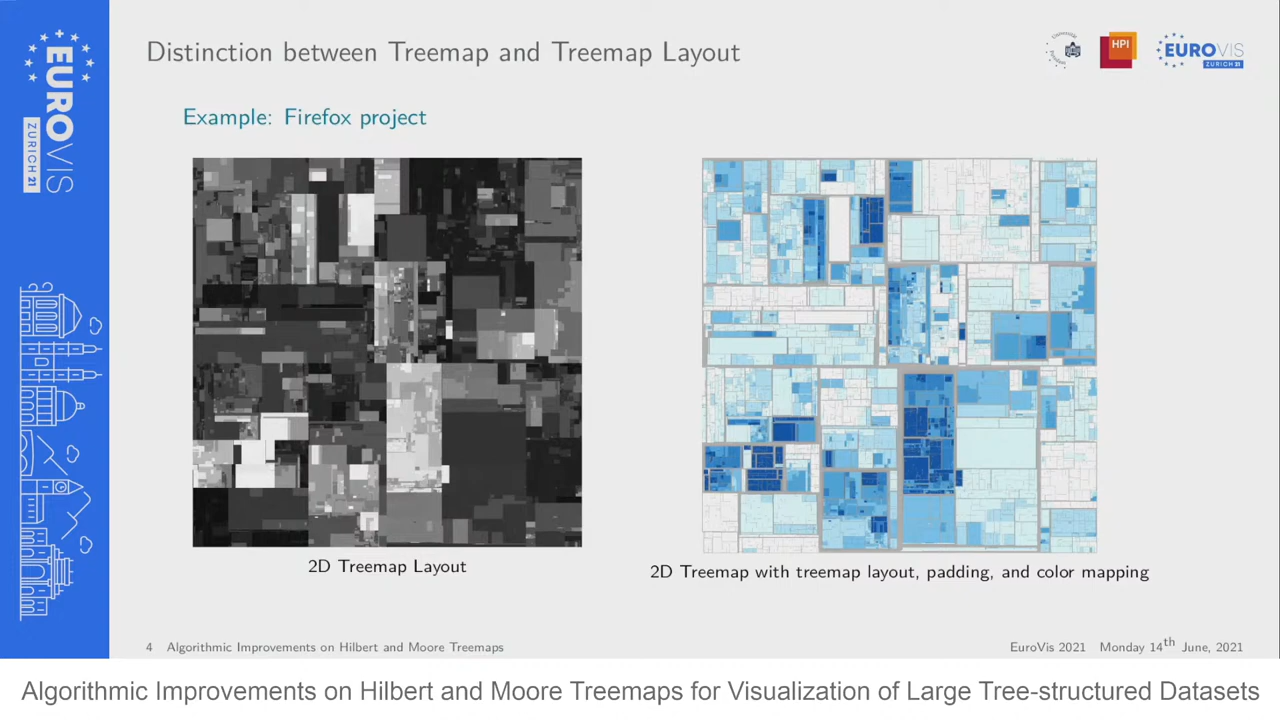 EUROVIS
ZURICH 21
Distinction between Treemap and Treemap Layout
HPI
EUROVIS
ZURICH 21
Example: Firefox project
2D Treemap Layout
2D Treemap with treemap layout, padding, and color mapping
4 Algorithmic Improvements on Hilbert and Moore Treemaps
EuroVis 2021 Monday 14th June, 2021
Algorithmic Improvements on Hilbert and Moore Treemaps for Visualization of Large Tree-structured Datasets